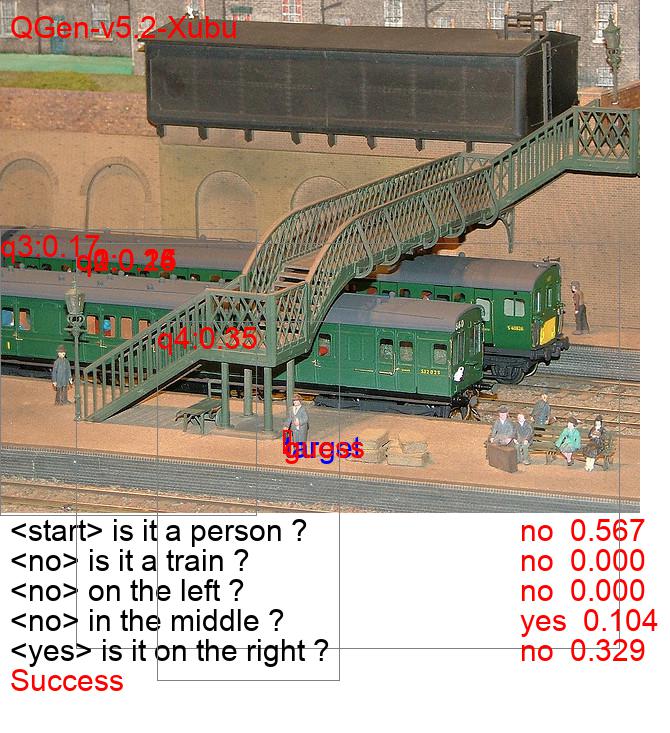 QGen-v5.2-Xubu
q3:0.17
q4:0.35
<start> is it a person ? no 0.567
<no> is it a train ? no 0.000
<no> on the left ? no 0.000
<no> in the middle ? yes 0.104
<yes> is it on the right ? no 0.329
Success